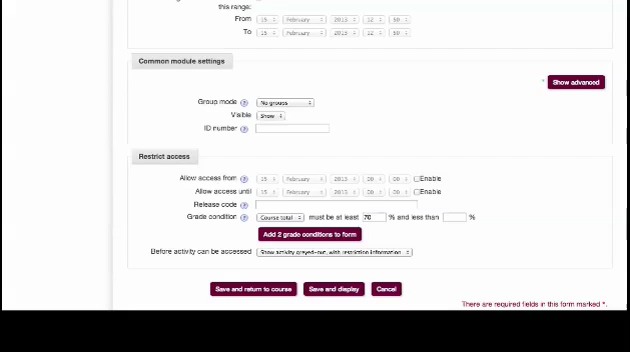 this range:
From 15 February 2013 12 50
To 15 February 2013 12 50
Common module settings
* Show advanced
Group mode ? No groups
Visible Show
ID number ?
Restrict access
Allow access from ? 15 February 2013 00 00 Enable
Allow access until 15 February 2013 00 00 Enable
Release code ?
Grade condition ? Course total must be at least 70 % and less than %
Add 2 grade conditions to form
Before activity can be accessed Show activity greyed-out, with restriction information
Save and return to course Save and display Cancel
There are required fields in this form marked *.